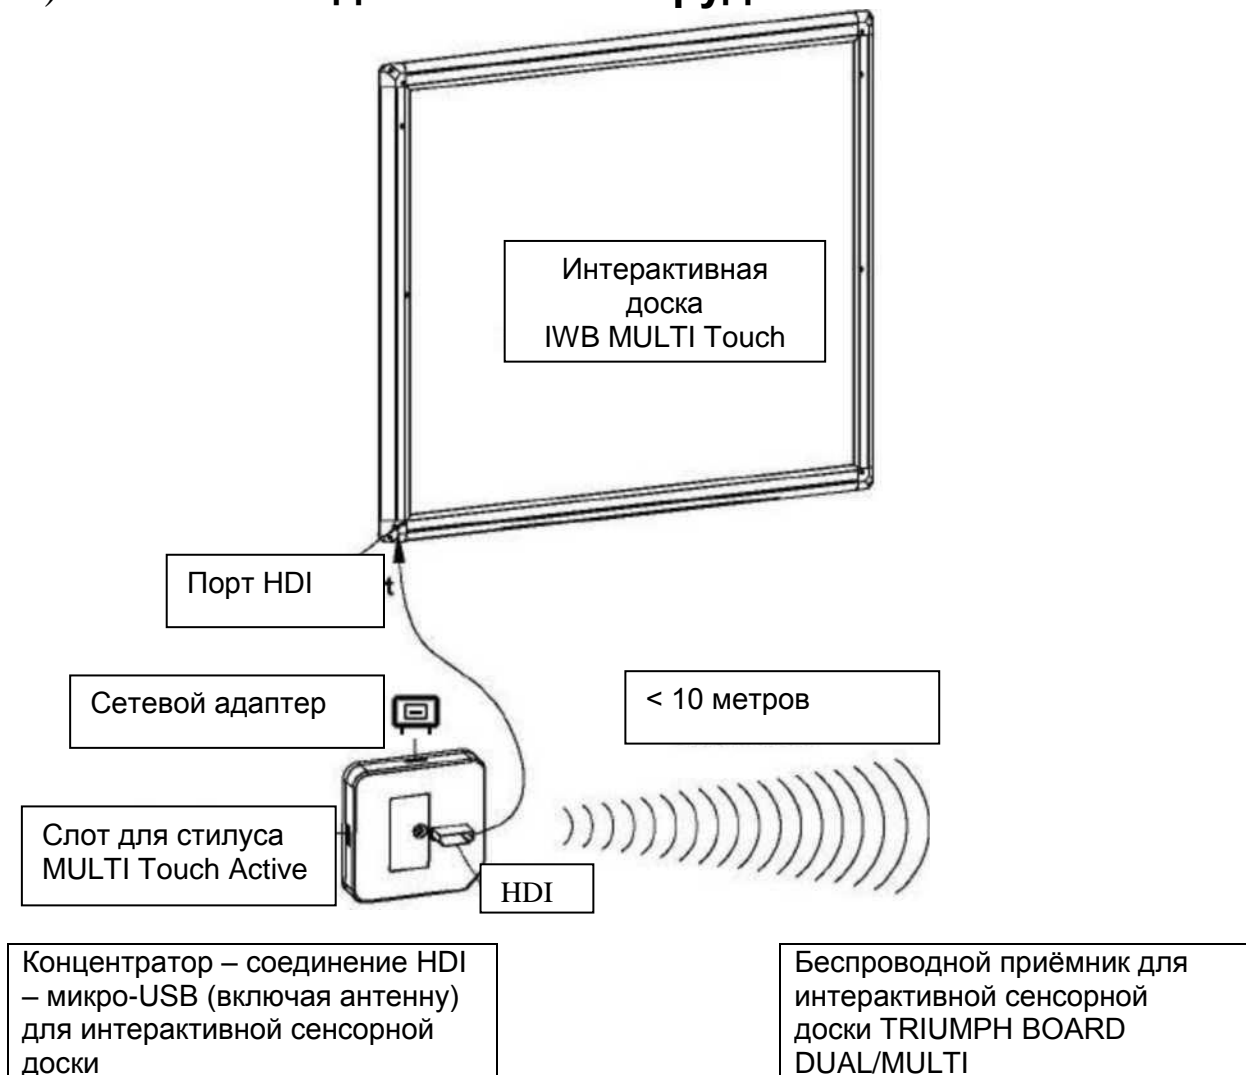 Интерактивная
доска
IWB MULTI Touch
Порт HDI
t
Сетевой адаптер
< 10 метров
Слот для стилуса
MULTI Touch Active
HDI
Концентратор – соединение HDI
– микро-USB (включая антенну)
для интерактивной сенсорной
доски
Беспроводной приёмник для
интерактивной сенсорной
доски TRIUMPH BOARD
DUAL/MULTI